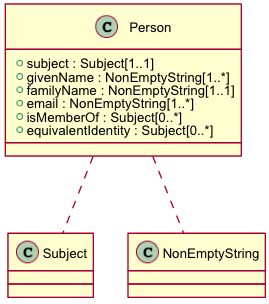 C Person
subject : Subject[1..1]
givenName : NonEmptyString[1..*]
familyName : NonEmptyString[1..1]
email : NonEmptyString[1..*]
isMemberOf : Subject[0..*]
equivalentIdentity : Subject[0..*]
C Subject
C NonEmptyString